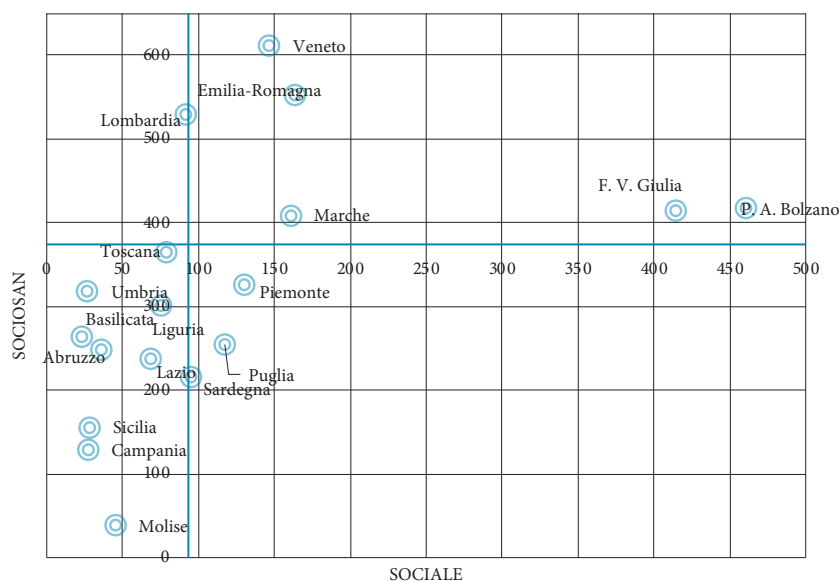 600
Veneto
Emilia-Romagna
Lombardia
500
F. V. Giulia
P. A. Bolzano
Marche
400
Toscana
0 50 100 150 200 250 300 350 400 450 500
Umbria
Piemonte
300
Basilicata
Liguria
Abruzzo
Lazio
Puglia
Sardegna
200
Sicilia
Campania
100
Molise
0
SOCIOSAN
SOCIALE